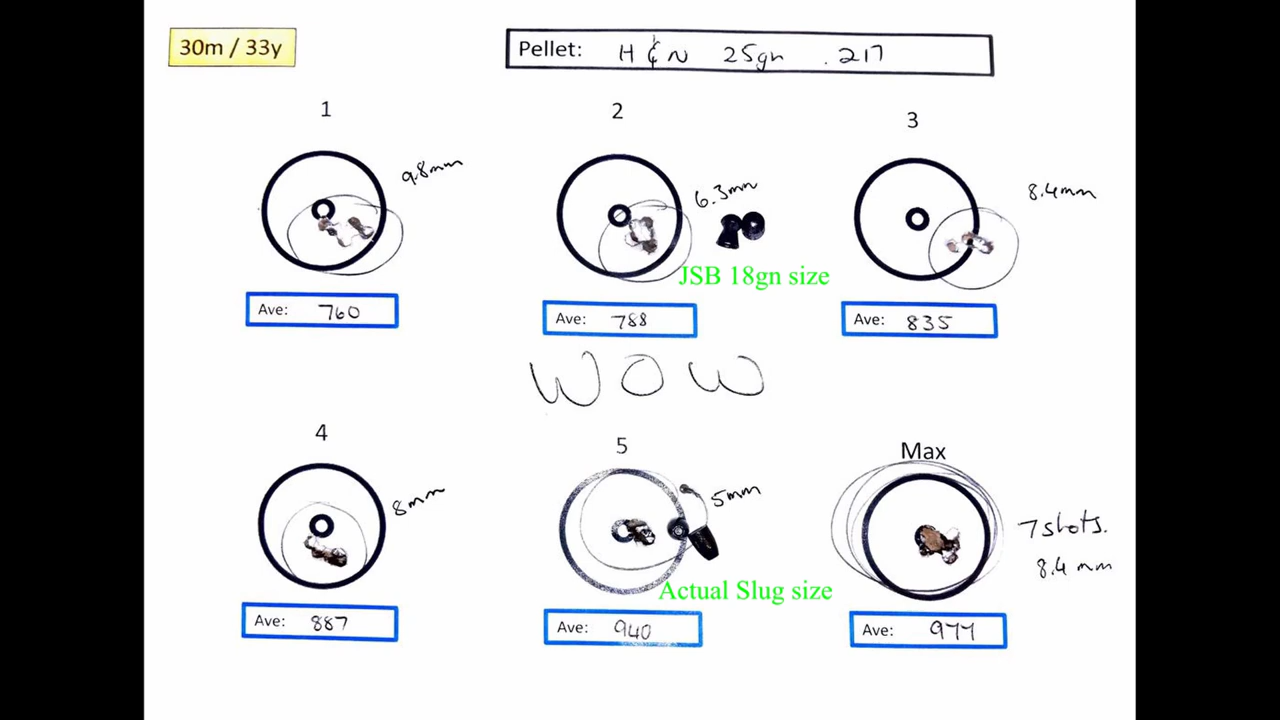 30m / 33y
Pellet: H & N 25gn .217
1
2
3
9.8mm
6.3mm
8.4mm
JSB 18gn size
Ave: 760
Ave: 788
Ave: 835
WOW
4
5
Max
8mm
5mm
7 shots.
8.4 mm
Actual Slug size
Ave: 887
Ave: 940
Ave: 977